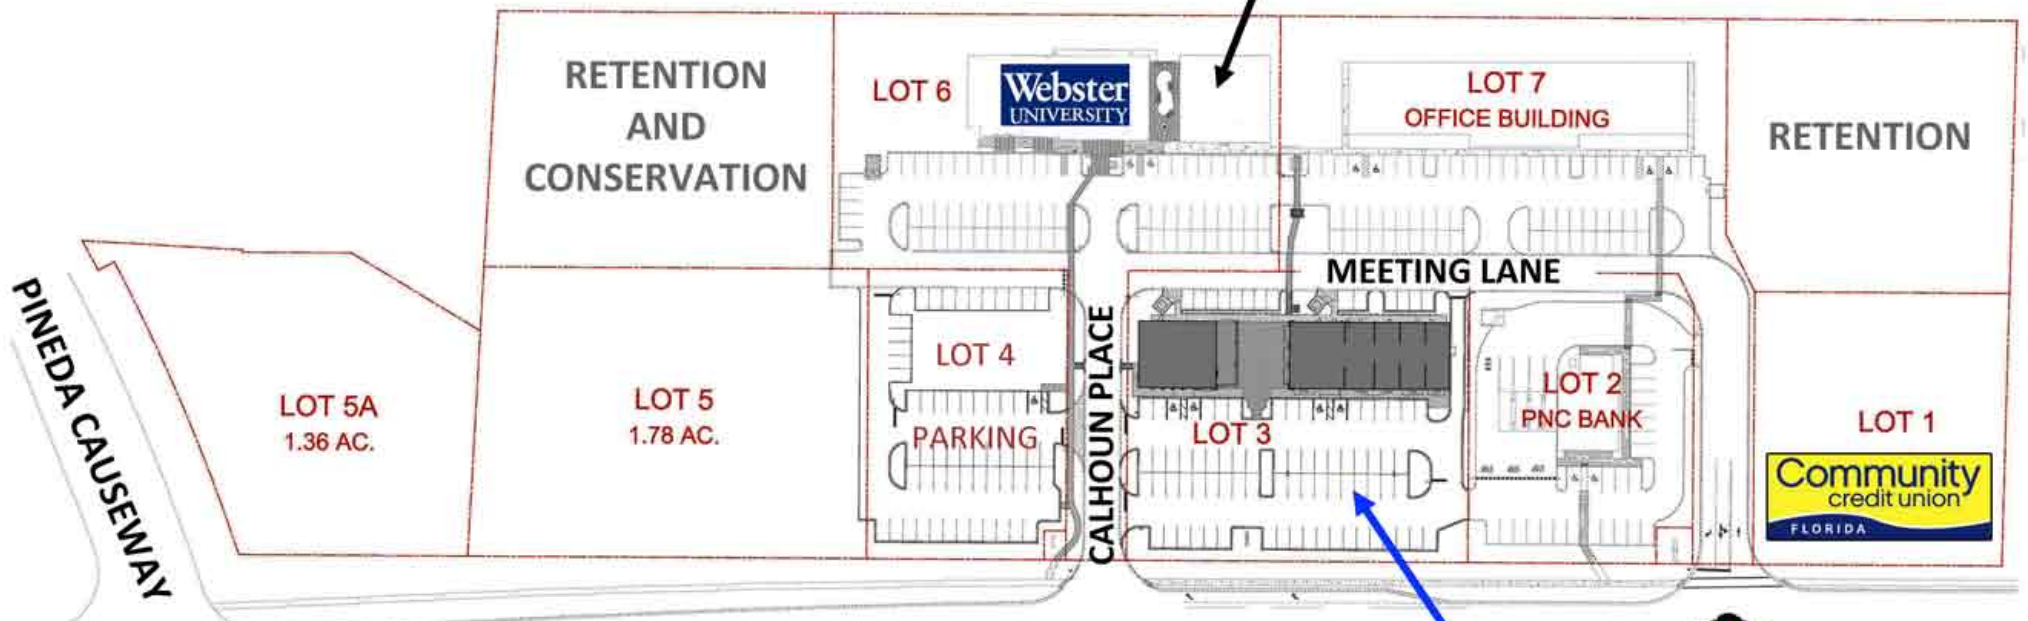 RETENTION
AND
CONSERVATION
LOT 6
Webster
UNIVERSITY
LOT 7
OFFICE BUILDING
RETENTION
MEETING LANE
PINEDA CAUSEWAY
LOT 5A
1.36 AC.
LOT 5
1.78 AC.
LOT 4
PARKING
CALHOUN PLACE
LOT 3
LOT 2
PNC BANK
LOT 1
Community
credit union
FLORIDA